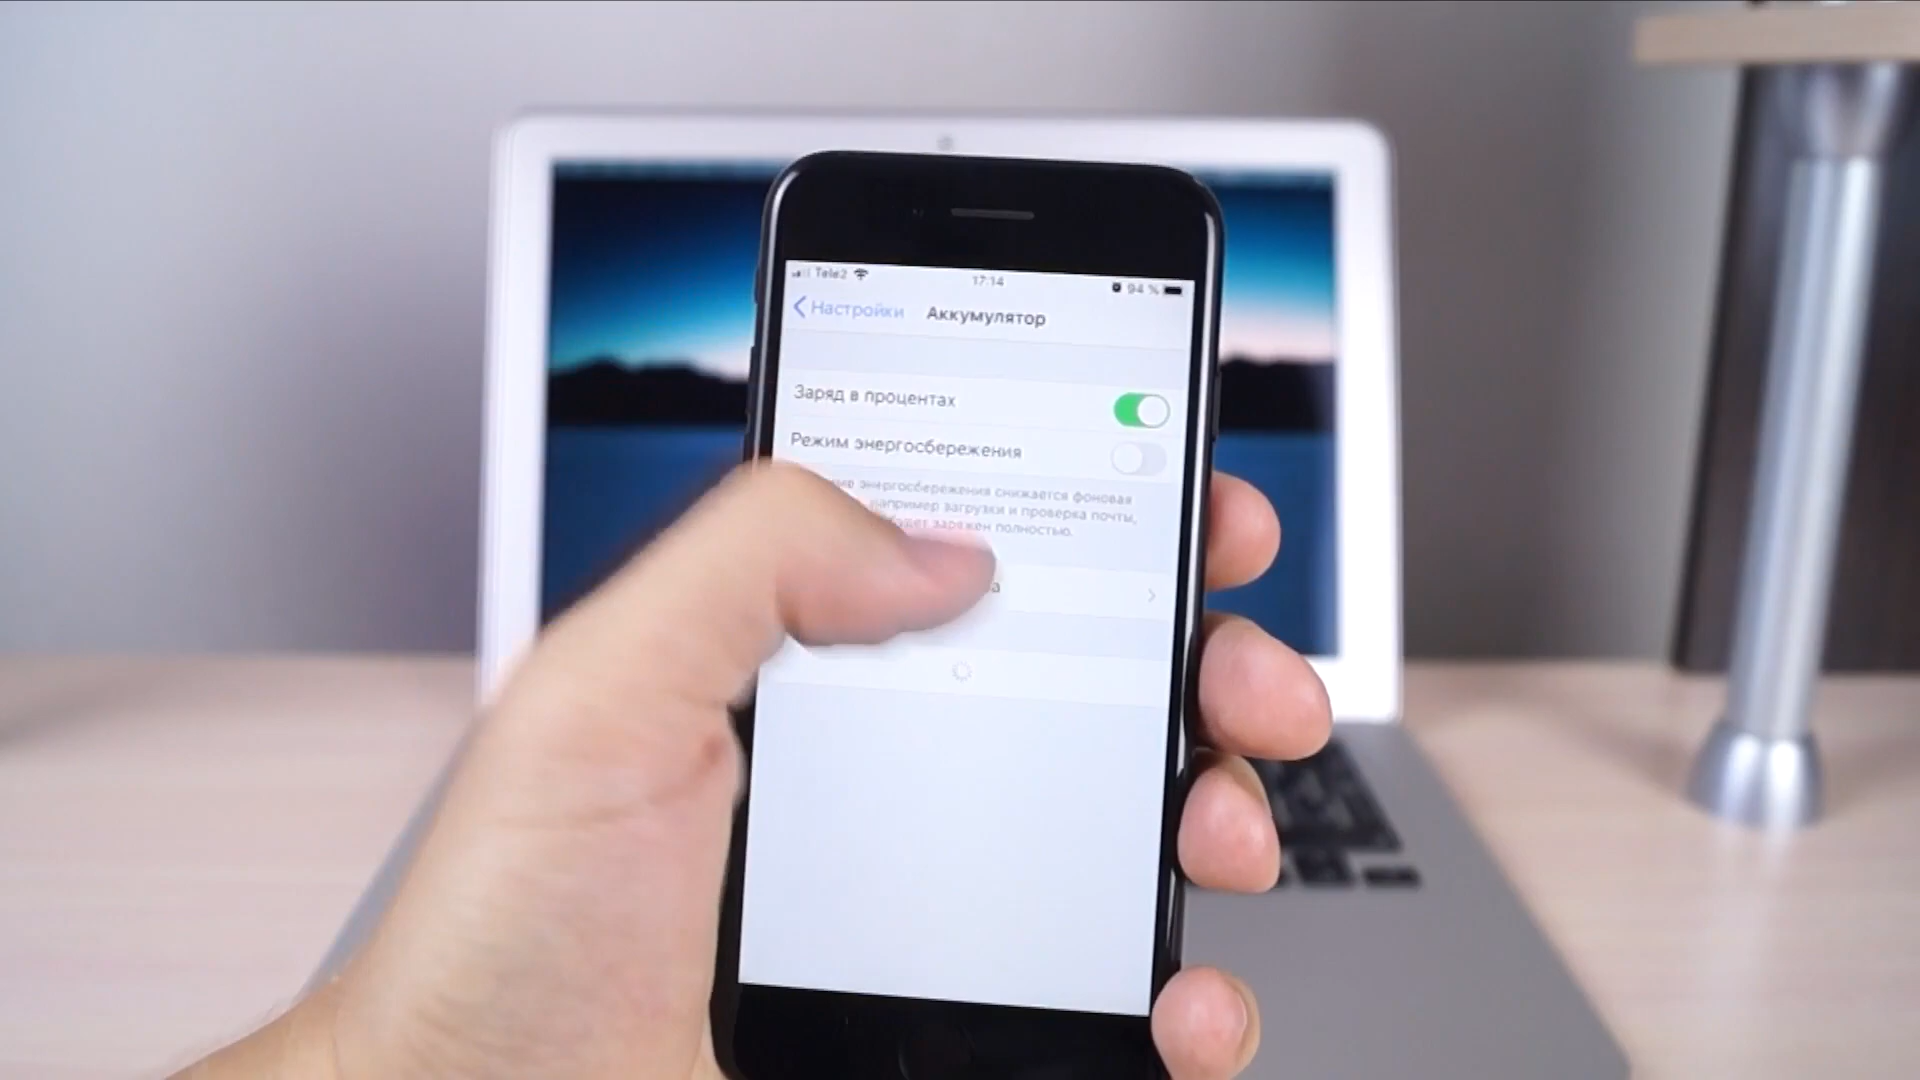 Tele2 17:14 94 %
Настройки Аккумулятор
Заряд в процентах
Режим энергосбережения
энергосбережения снижается фоновая
например загрузки и проверка почты,
будет заряжен полностью.